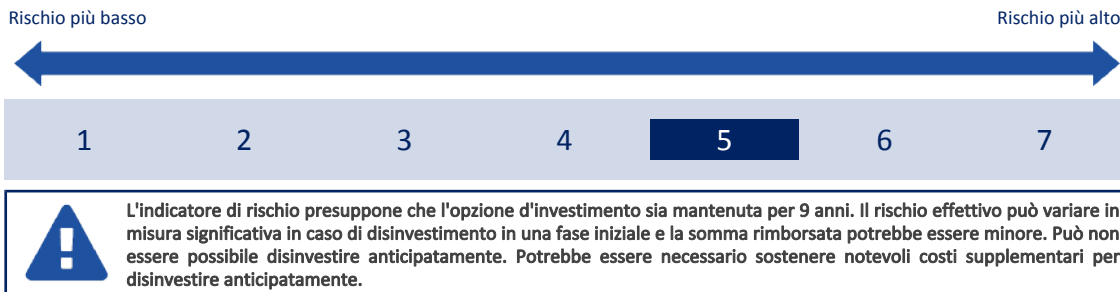 Rischio più basso Rischio più alto
1 2 3 4 5 6 7
L'indicatore di rischio presuppone che l'opzione d'investimento sia mantenuta per 9 anni. Il rischio effettivo può variare in
misura significativa in caso di disinvestimento in una fase iniziale e la somma rimborsata potrebbe essere minore. Può non
essere possibile disinvestire anticipatamente. Potrebbe essere necessario sostenere notevoli costi supplementari per
disinvestire anticipatamente.